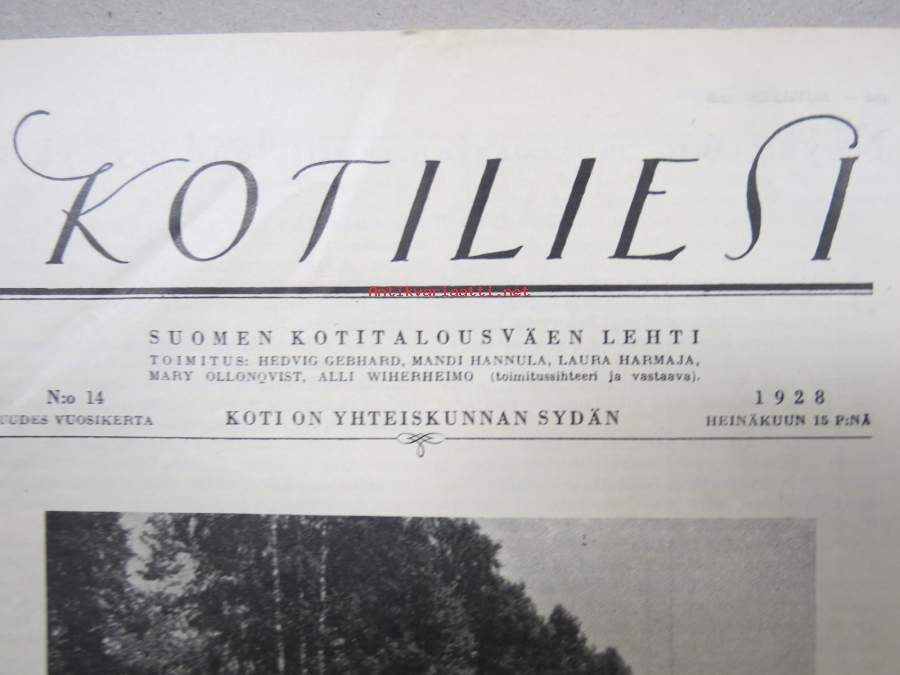 KOTILIESI
Antikvariaatti.net
SUOMEN KOTITALOUSVÄEN LEHTI
TOIMITUS: HEDVIG GEBHARD, MANDI HANNULA, LAURA HARMAJA,
MARY OLLONQVIST, ALLI WIHERHEIMO (toimitussihteeri ja vastaava).
N:o 14
UUDES VUOSIKERTA
KOTI ON YHTEISKUNNAN SYDÄN
1928
HEINÄKUUN 15 P:NÄ